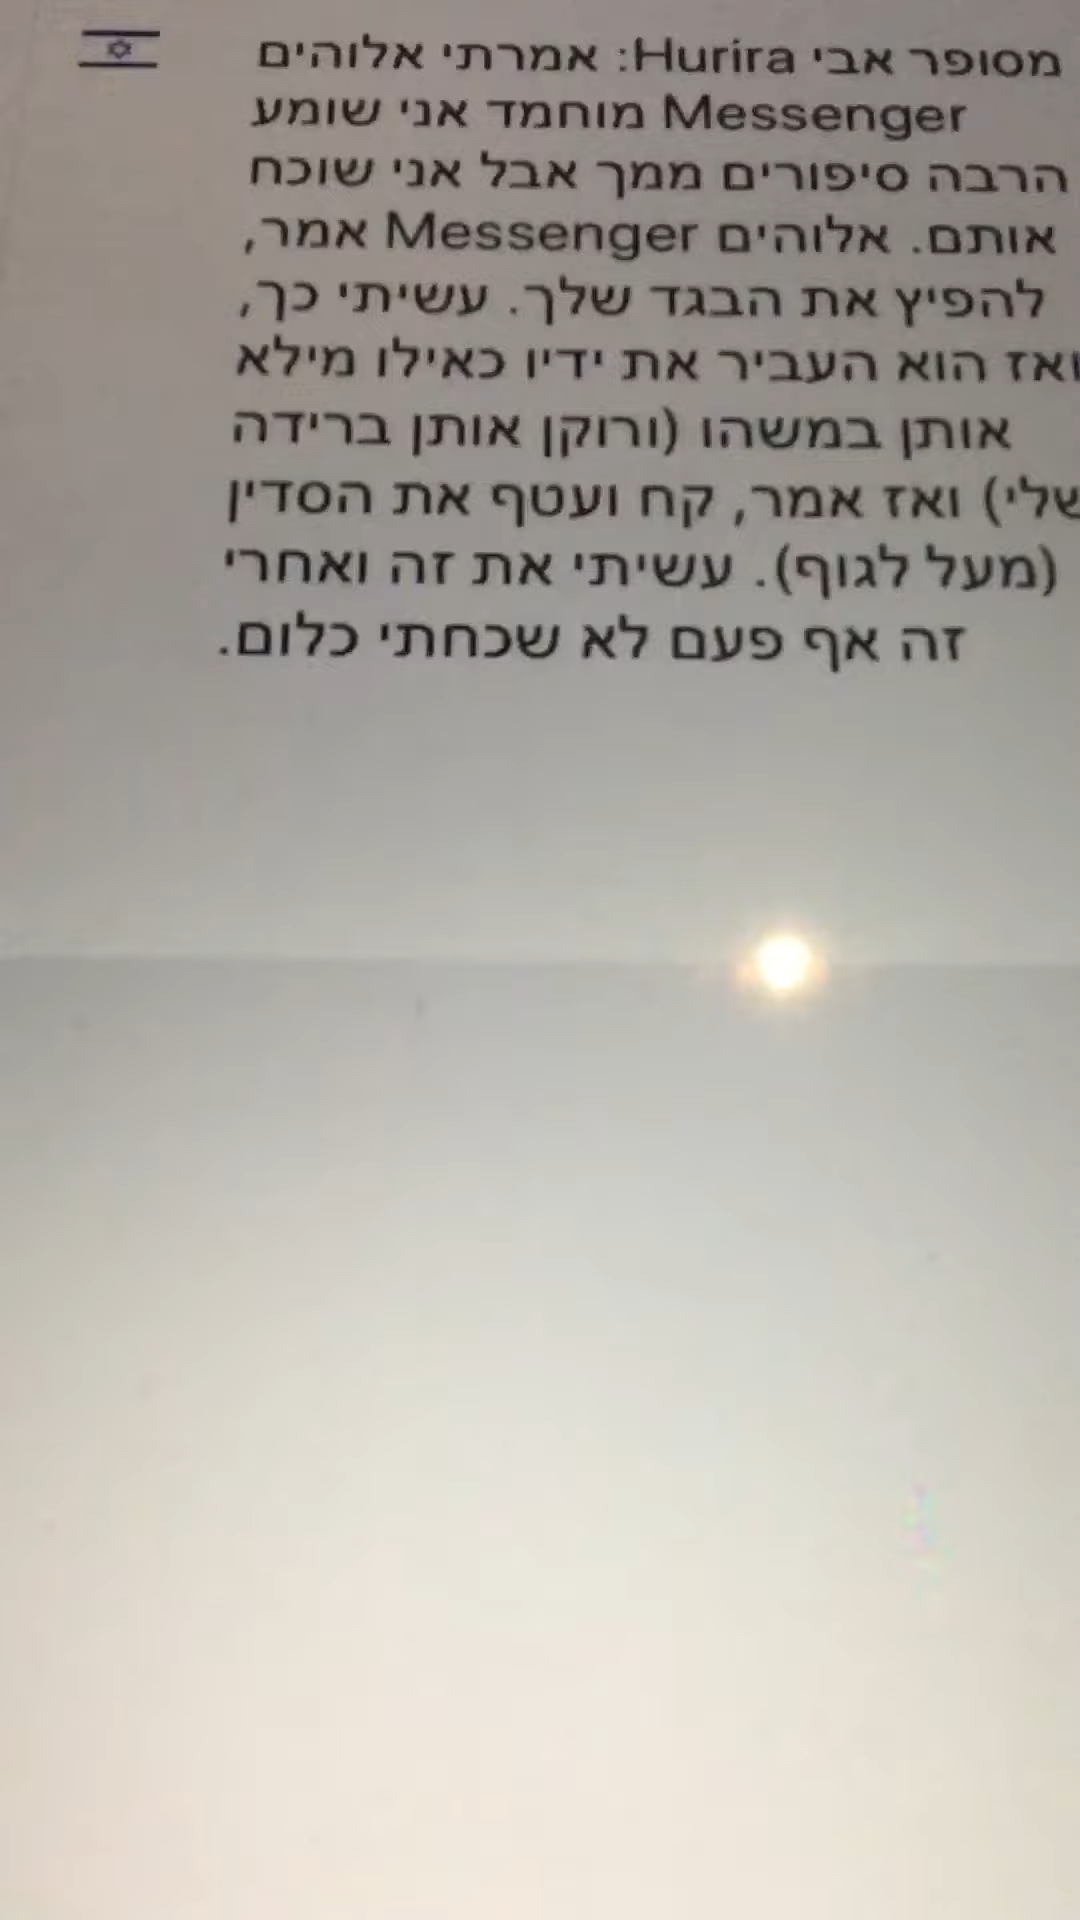 מסופר אבי Hurira: אמרתי אלוהים
Messenger מוחמד אני שומע
הרבה סיפורים ממך אבל אני שוכח
אותם. אלוהים Messenger אמר,
להפיץ את הבגד שלך. עשיתי כך,
ואז הוא העביר את ידיו כאילו מילא
אותן במשהו (ורוקן אותן ברידה
שלי) ואז אמר, קח ועטף את הסדין
(מעל לגוף). עשיתי את זה ואחרי
זה אף פעם לא שכחתי כלום.